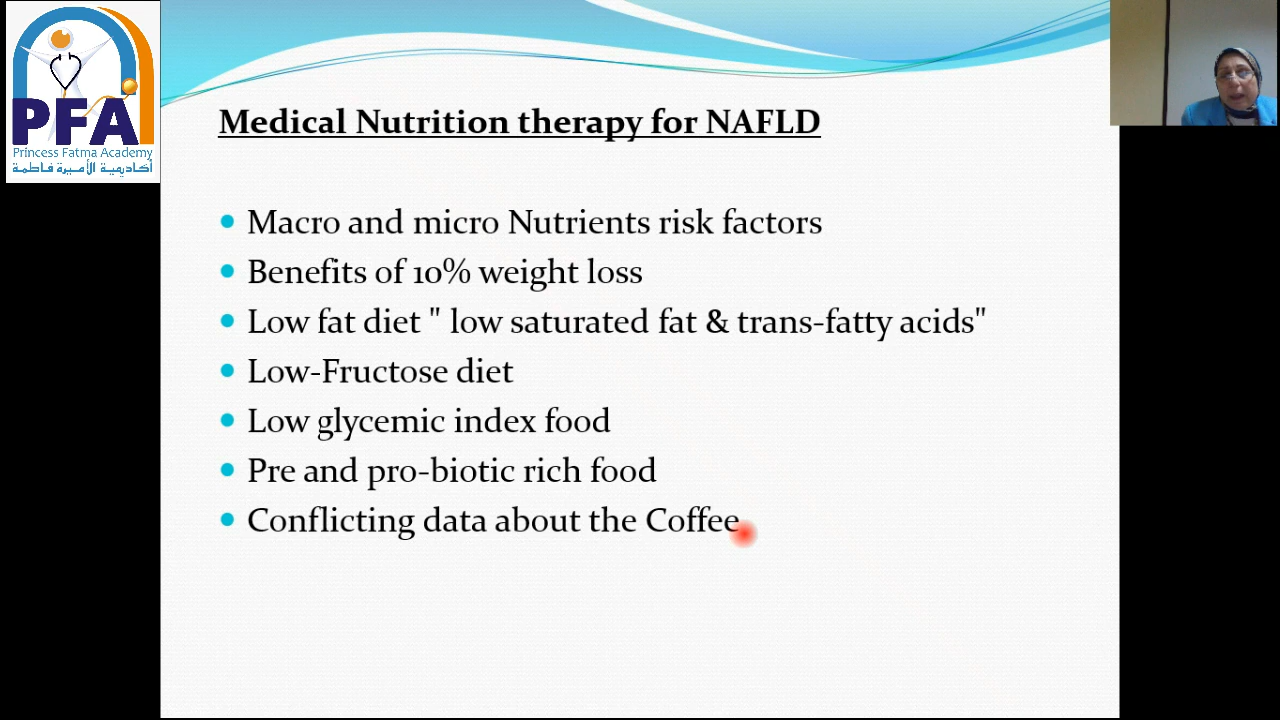 PFA
Princess Fatma Academy
أكاديمية الأميرة فاطمة
Medical Nutrition therapy for NAFLD
Macro and micro Nutrients risk factors
Benefits of 10% weight loss
Low fat diet " low saturated fat & trans-fatty acids"
Low-Fructose diet
Low glycemic index food
Pre and pro-biotic rich food
Conflicting data about the Coffee